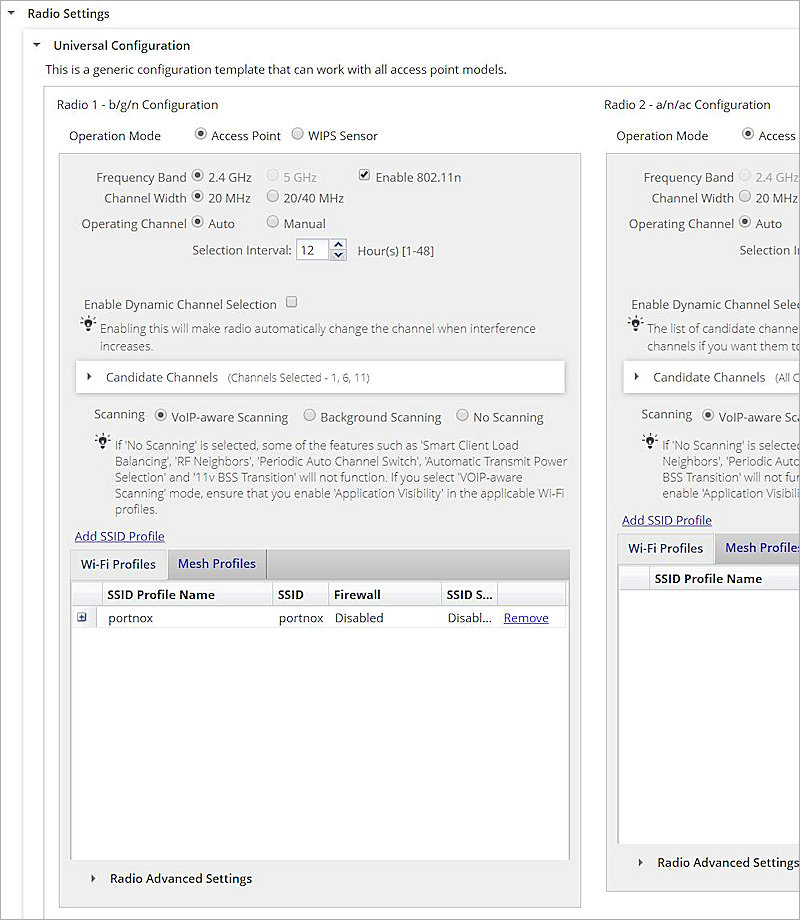 Radio Settings
Universal Configuration
This is a generic configuration template that can work with all access point models.
Radio 1 - b/g/n Configuration
Operation Mode Access Point WIPS Sensor
Frequency Band 2.4 GHz 5 GHz Enable 802.11n
Channel Width 20 MHz 20/40 MHz
Operating Channel Auto Manual
Selection Interval: 12 Hour(s) [1-48]
Enable Dynamic Channel Selection
Enabling this will make radio automatically change the channel when interference
increases.
Candidate Channels (Channels Selected - 1, 6, 11)
Scanning VoIP-aware Scanning Background Scanning No Scanning
If 'No Scanning' is selected, some of the features such as 'Smart Client Load
Balancing', 'RF Neighbors', 'Periodic Auto Channel Switch', 'Automatic Transmit Power
Selection' and '11v BSS Transition' will not function. If you select 'VOIP-aware
Scanning' mode, ensure that you enable 'Application Visibility' in the applicable Wi-Fi
profiles.
Add SSID Profile
Wi-Fi Profiles Mesh Profiles
SSID Profile Name SSID Firewall SSID S...
portnox portnox Disabled Disabl... Remove
Radio Advanced Settings
Radio 2 - a/n/ac Configuration
Operation Mode Access
Frequency Band 2.4 GHz
Channel Width 20 MHz
Operating Channel Auto
Selection
Enable Dynamic Channel Selec
The list of candidate channe
channels if you want them to
Candidate Channels (All C
Scanning VoIP-aware Sca
If 'No Scanning' is selected
Neighbors', 'Periodic Auto
BSS Transition' will not fun
enable 'Application Visibili
Add SSID Profile
Wi-Fi Profiles Mesh Profiles
SSID Profile Name
Radio Advanced Settings